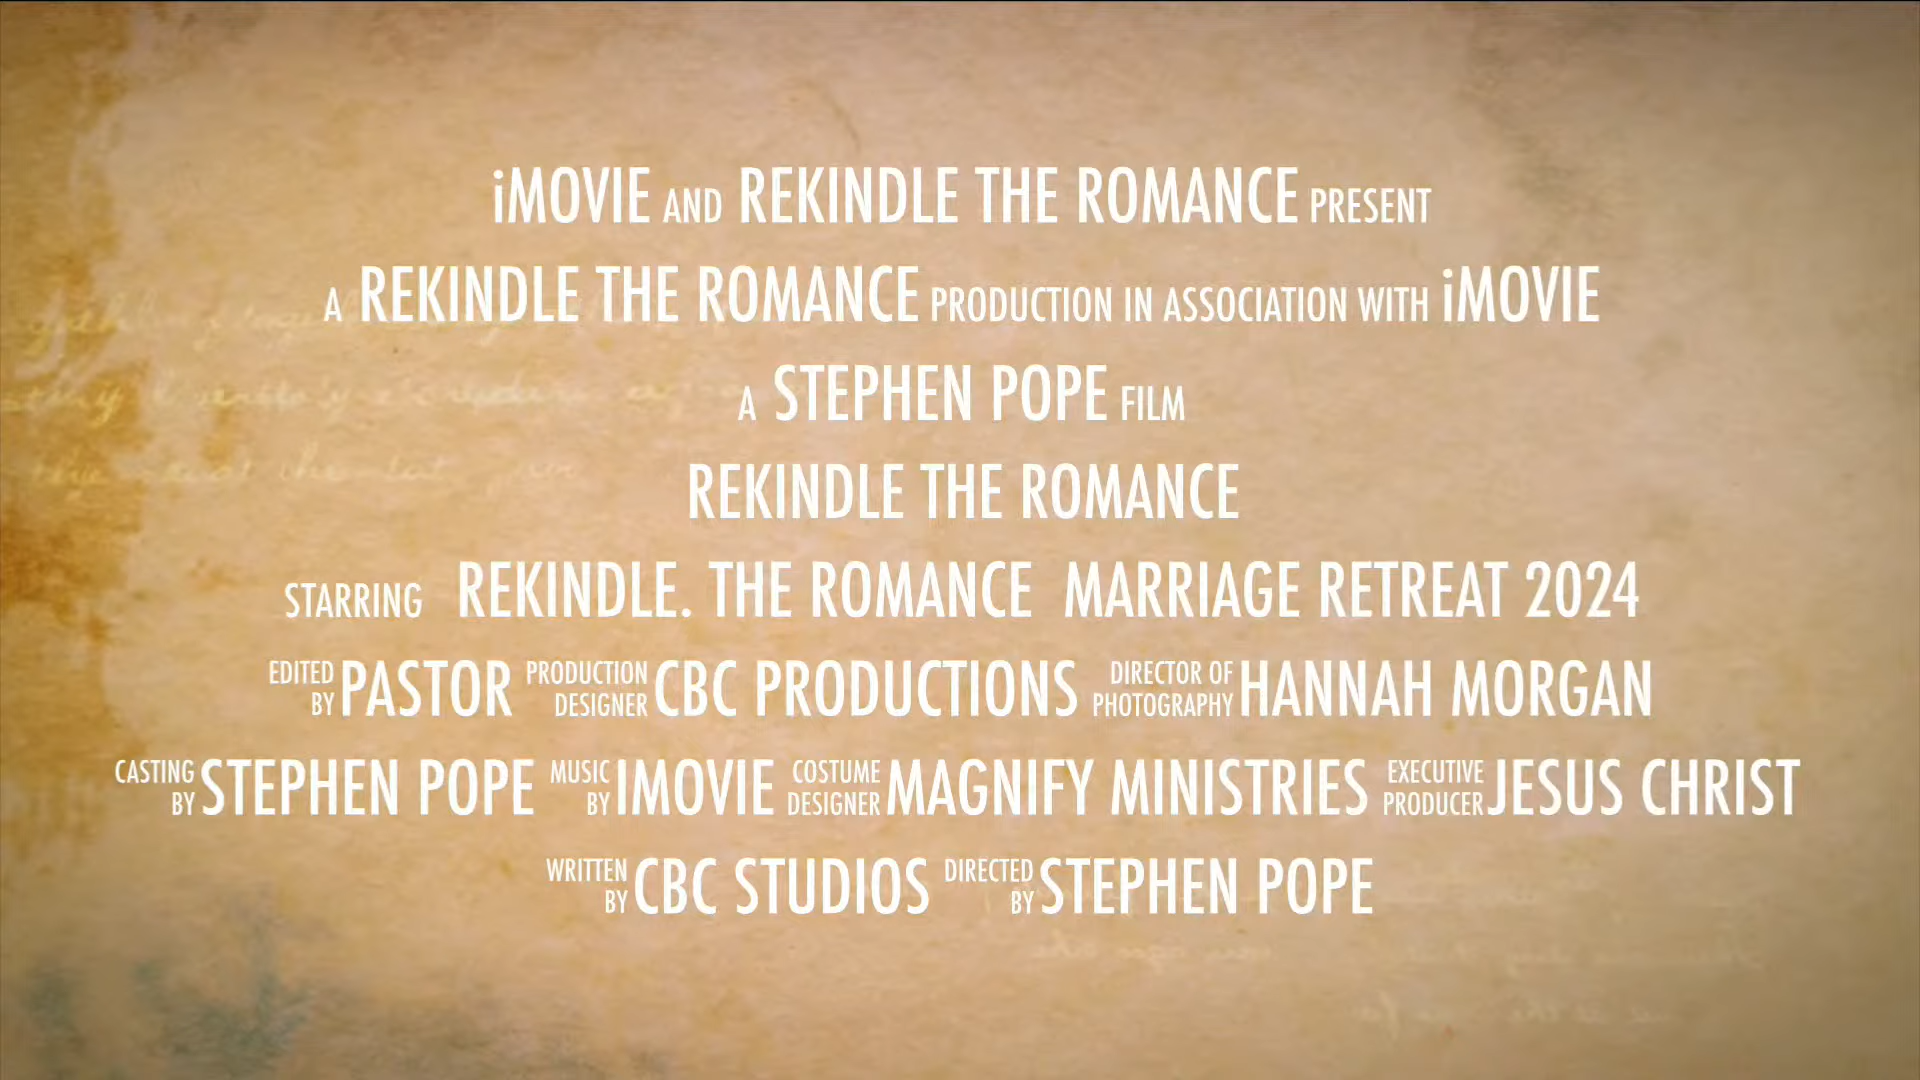 iMOVIE AND REKINDLE THE ROMANCE PRESENT
A REKINDLE THE ROMANCE PRODUCTION IN ASSOCIATION WITH iMOVIE
A STEPHEN POPE FILM
REKINDLE THE ROMANCE
STARRING REKINDLE. THE ROMANCE MARRIAGE RETREAT 2024
EDITED BY PASTOR PRODUCTION DESIGNER CBC PRODUCTIONS DIRECTOR OF PHOTOGRAPHY HANNAH MORGAN
CASTING BY STEPHEN POPE MUSIC BY IMOVIE COSTUME DESIGNER MAGNIFY MINISTRIES EXECUTIVE PRODUCER JESUS CHRIST
WRITTEN BY CBC STUDIOS DIRECTED BY STEPHEN POPE